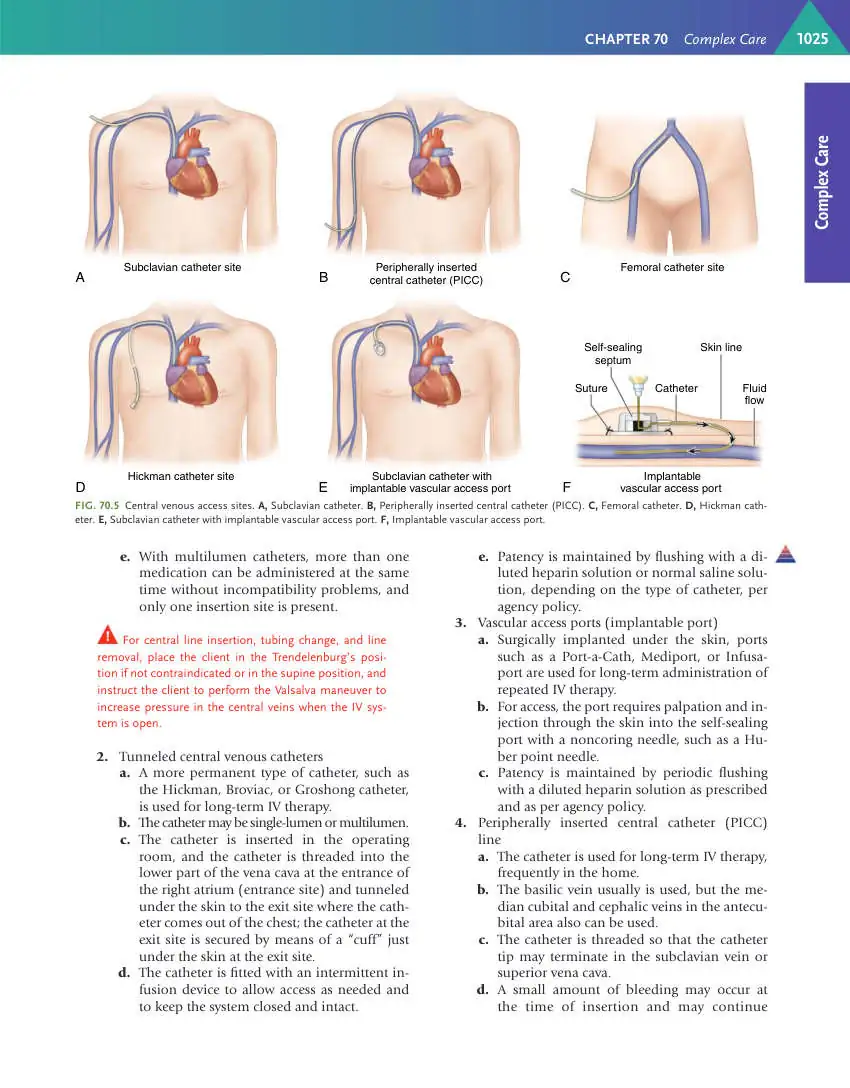 CHAPTER 70 Complex Care 1025
Complex Care
Subclavian catheter site
A
Peripherally inserted
central catheter (PICC)
B
Femoral catheter site
C
Hickman catheter site
D
Subclavian catheter with
implantable vascular access port
E
Self-sealing
septum
Skin line
Suture
Catheter
Fluid
flow
Implantable
vascular access port
F
FIG. 70.5 Central venous access sites. A, Subclavian catheter. B, Peripherally inserted central catheter (PICC). C, Femoral catheter. D, Hickman cath-
eter. E, Subclavian catheter with implantable vascular access port. F, Implantable vascular access port.
e. With multilumen catheters, more than one
medication can be administered at the same
time without incompatibility problems, and
only one insertion site is present.
! For central line insertion, tubing change, and line
removal, place the client in the Trendelenburg's posi-
tion if not contraindicated or in the supine position, and
instruct the client to perform the Valsalva maneuver to
increase pressure in the central veins when the IV sys-
tem is open.
2. Tunneled central venous catheters
a. A more permanent type of catheter, such as
the Hickman, Broviac, or Groshong catheter,
is used for long-term IV therapy.
b. The catheter may be single-lumen or multilumen.
c. The catheter is inserted in the operating
room, and the catheter is threaded into the
lower part of the vena cava at the entrance of
the right atrium (entrance site) and tunneled
under the skin to the exit site where the cath-
eter comes out of the chest; the catheter at the
exit site is secured by means of a “cuff” just
under the skin at the exit site.
d. The catheter is fitted with an intermittent in-
fusion device to allow access as needed and
to keep the system closed and intact.
e. Patency is maintained by flushing with a di-
luted heparin solution or normal saline solu-
tion, depending on the type of catheter, per
agency policy.
3. Vascular access ports (implantable port)
a. Surgically implanted under the skin, ports
such as a Port-a-Cath, Mediport, or Infusa-
port are used for long-term administration of
repeated IV therapy.
b. For access, the port requires palpation and in-
jection through the skin into the self-sealing
port with a noncoring needle, such as a Hu-
ber point needle.
c. Patency is maintained by periodic flushing
with a diluted heparin solution as prescribed
and as per agency policy.
4. Peripherally inserted central catheter (PICC)
line
a. The catheter is used for long-term IV therapy,
frequently in the home.
b. The basilic vein usually is used, but the me-
dian cubital and cephalic veins in the antecu-
bital area also can be used.
c. The catheter is threaded so that the catheter
tip may terminate in the subclavian vein or
superior vena cava.
d. A small amount of bleeding may occur at
the time of insertion and may continue